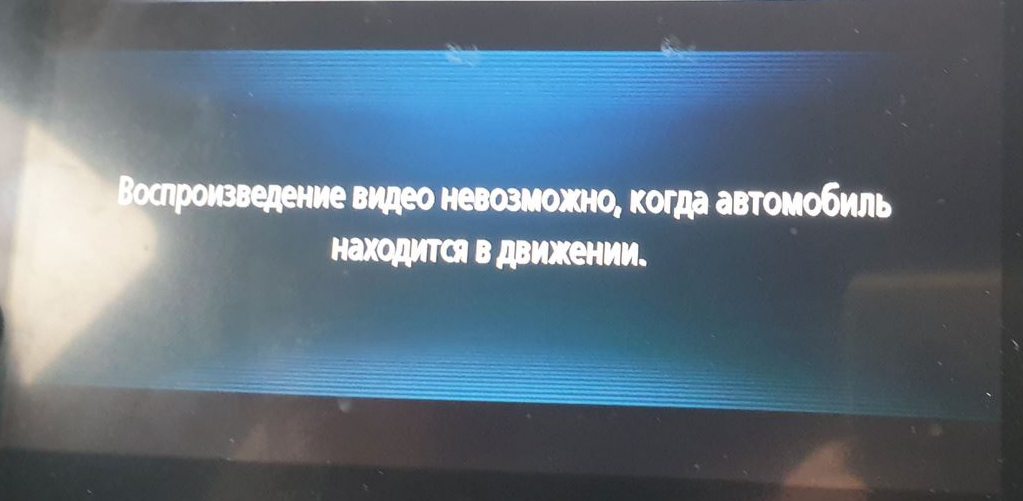 Воспроизведение видео невозможно, когда автомобиль
находится в движении.